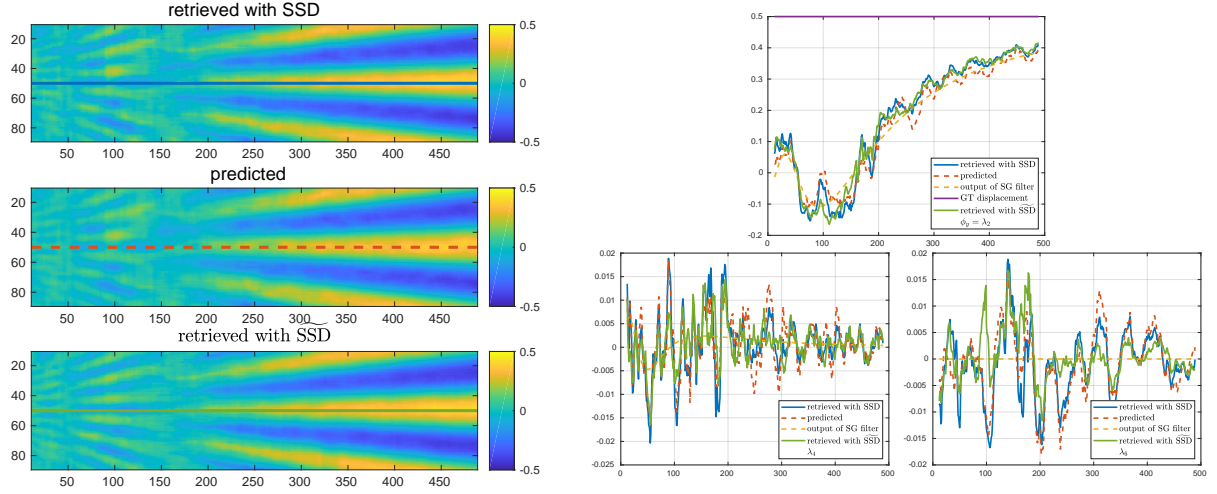 retrieved with SSD
10
20
40
60
80
50 100 150 200 250 300 350 400 450
0.5
0
-0.5
predicted
20
40
60
80
50 100 150 200 250 300 350 400 450
0.5
0
-0.5
retrieved with S͠SD
20
40
60
80
50 100 150 200 250 300 350 400 450
0.5
0
-0.5
0.5
0.4
0.3
0.2
0.1
0
-0.1
-0.2
0 100 200 300 400 500
retrieved with SSD
predicted
output of SG filter
GT displacement
retrieved with S͠SD
ϕy = λ2
0.02
0.015
0.01
0.005
0
-0.005
-0.01
-0.015
-0.02
-0.025
0 100 200 300 400 500
retrieved with SSD
predicted
output of SG filter
retrieved with S͠SD
λ4
0.02
0.015
0.01
0.005
0
-0.005
-0.01
-0.015
-0.02
0 100 200 300 400 500
retrieved with SSD
predicted
output of SG filter
retrieved with S͠SD
λ6